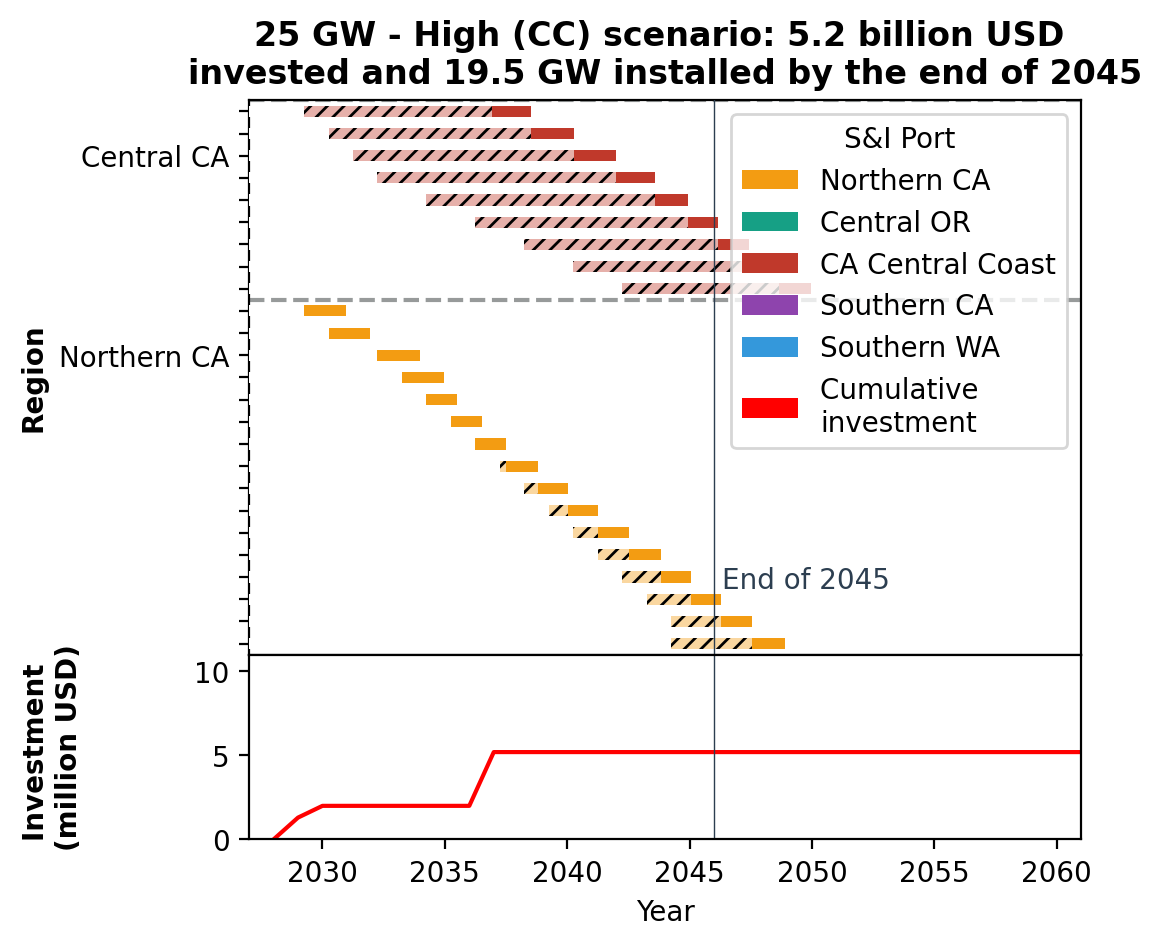 25 GW - High (CC) scenario: 5.2 billion USD
invested and 19.5 GW installed by the end of 2045
Region
Central CA
Northern CA
S&I Port
Northern CA
Central OR
CA Central Coast
Southern CA
Southern WA
Cumulative
investment
End of 2045
Investment
(million USD)
10
5
0
2030 2035 2040 2045 2050 2055 2060
Year